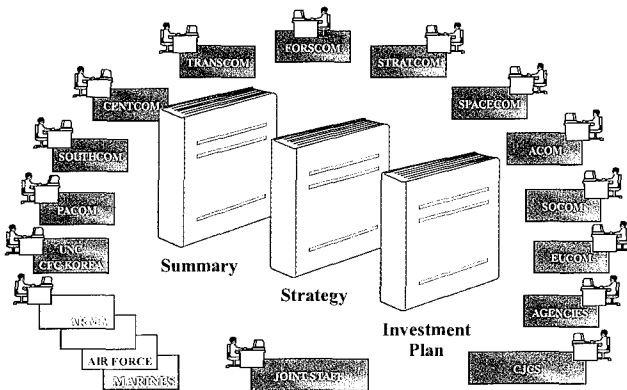 FORSCOM
TRANSCOM
STRATCOM
CENTCOM
SPACECOM
SOUTHCOM
ACOM
PACOM
SOCOM
UNC
CFC KOREA
EUCOM
Summary
Strategy
Investment
Plan
AGENCIES
ARMY
AIR FORCE
MARINES
JOINT STAFF
CJCS